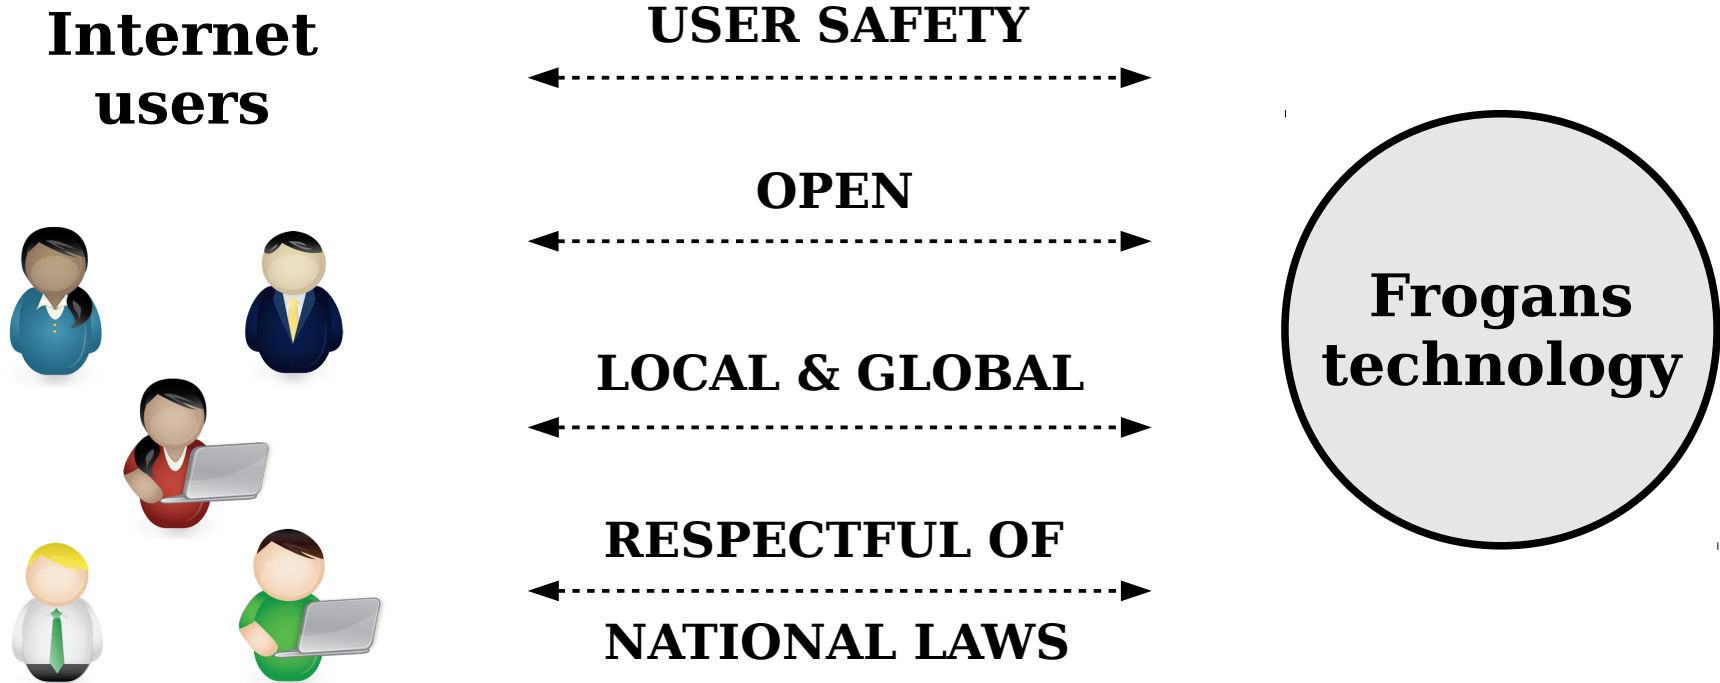 Internet
users
USER SAFETY
OPEN
LOCAL & GLOBAL
RESPECTFUL OF
NATIONAL LAWS
Frogans
technology